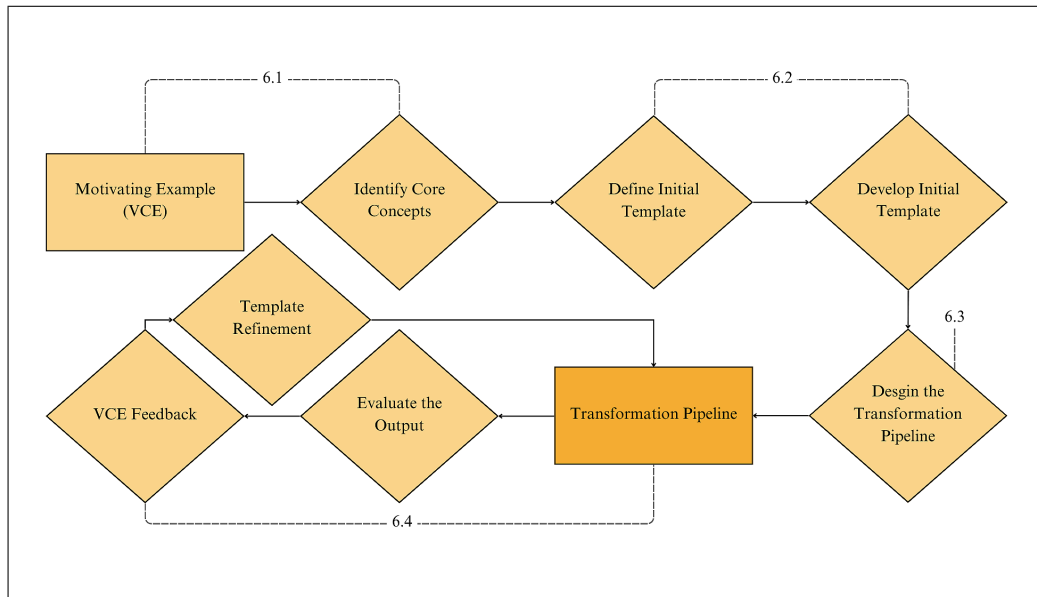 6.1
6.2
Motivating Example
(VCE)
Identify Core
Concepts
Define Initial
Template
Develop Initial
Template
Template
Refinement
6.3
VCE Feedback
Evaluate the
Output
Transformation Pipeline
Desgin the
Transformation
Pipeline
6.4